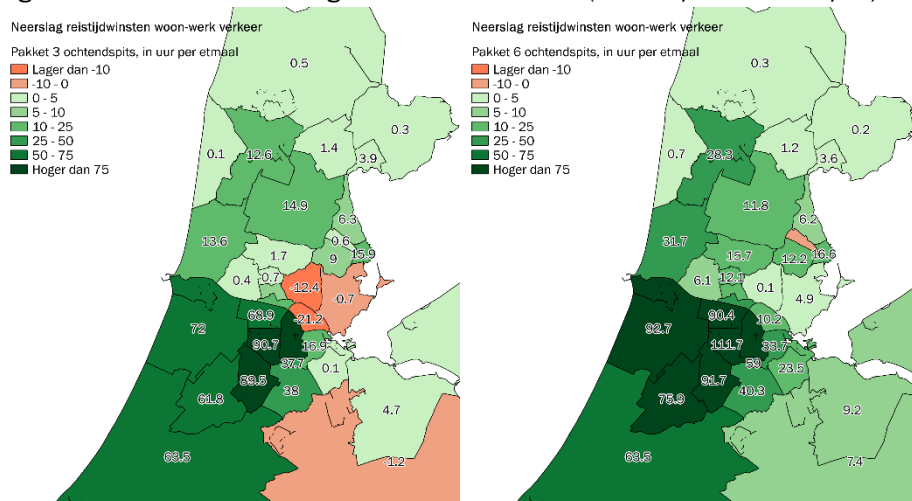 Neerslag reistijdwinsten woon-werk verkeer
Pakket 3 ochtendspits, in uur per etmaal
Lager dan -10
-10 - 0
0 - 5
5 - 10
10 - 25
25 - 50
50 - 75
Hoger dan 75
0.5
0.3
0.1
12.6
1.4
3.9
14.9
6.3
13.6
0.6
1.7
9
15.9
0.4
0.7
-12.4
-0.7
68.9
-21.2
72
90.7
16.9
37.7
0.1
89.5
38
61.8
4.7
63.5
-1.2
Neerslag reistijdwinsten woon-werk verkeer
Pakket 6 ochtendspits, in uur per etmaal
Lager dan -10
-10 - 0
0 - 5
5 - 10
10 - 25
25 - 50
50 - 75
Hoger dan 75
0.3
0.2
0.7
28.3
1.2
3.6
11.8
6.2
31.7
15.7
12.2
16.6
6.1
12.1
0.1
4.9
92.7
90.4
10.2
111.7
33.7
59
23.5
91.7
40.3
75.9
9.2
63.5
7.4